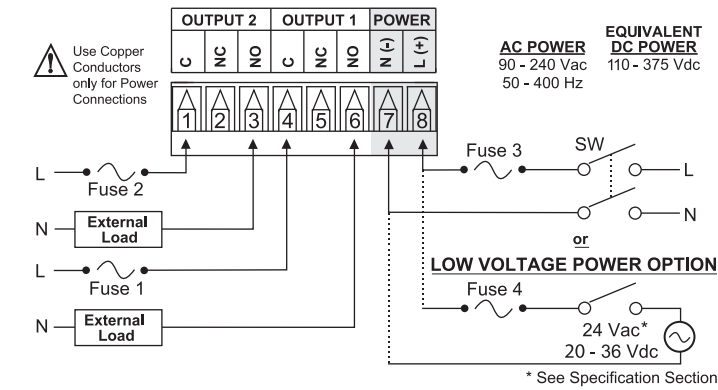 OUTPUT 2 OUTPUT 1 POWER
C NC NO C NC NO N (-) L (+)
1 2 3 4 5 6 7 8
Use Copper
Conductors
only for Power
Connections
AC POWER
90 - 240 Vac
50 - 400 Hz
EQUIVALENT
DC POWER
110 - 375 Vdc
L
Fuse 2
N
External
Load
L
Fuse 1
N
External
Load
Fuse 3
SW
L
N
or
LOW VOLTAGE POWER OPTION
Fuse 4
24 Vac*
20 - 36 Vdc
* See Specification Section